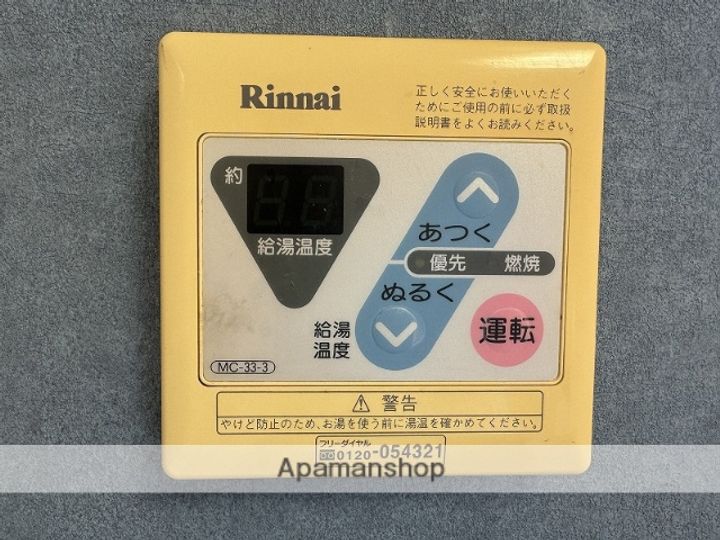 Rinnai
正しく安全にお使いいただく
ためにご使用の前に必ず取扱
説明書をよくお読みください。
約
給湯温度
あつく
優先 燃焼
ぬるく
給湯
温度
運転
MC-33-3
⚠ 警告
やけど防止のため、お湯を使う前に湯温を確かめてください。
フリーダイヤル
0120-054321
Apamanshop